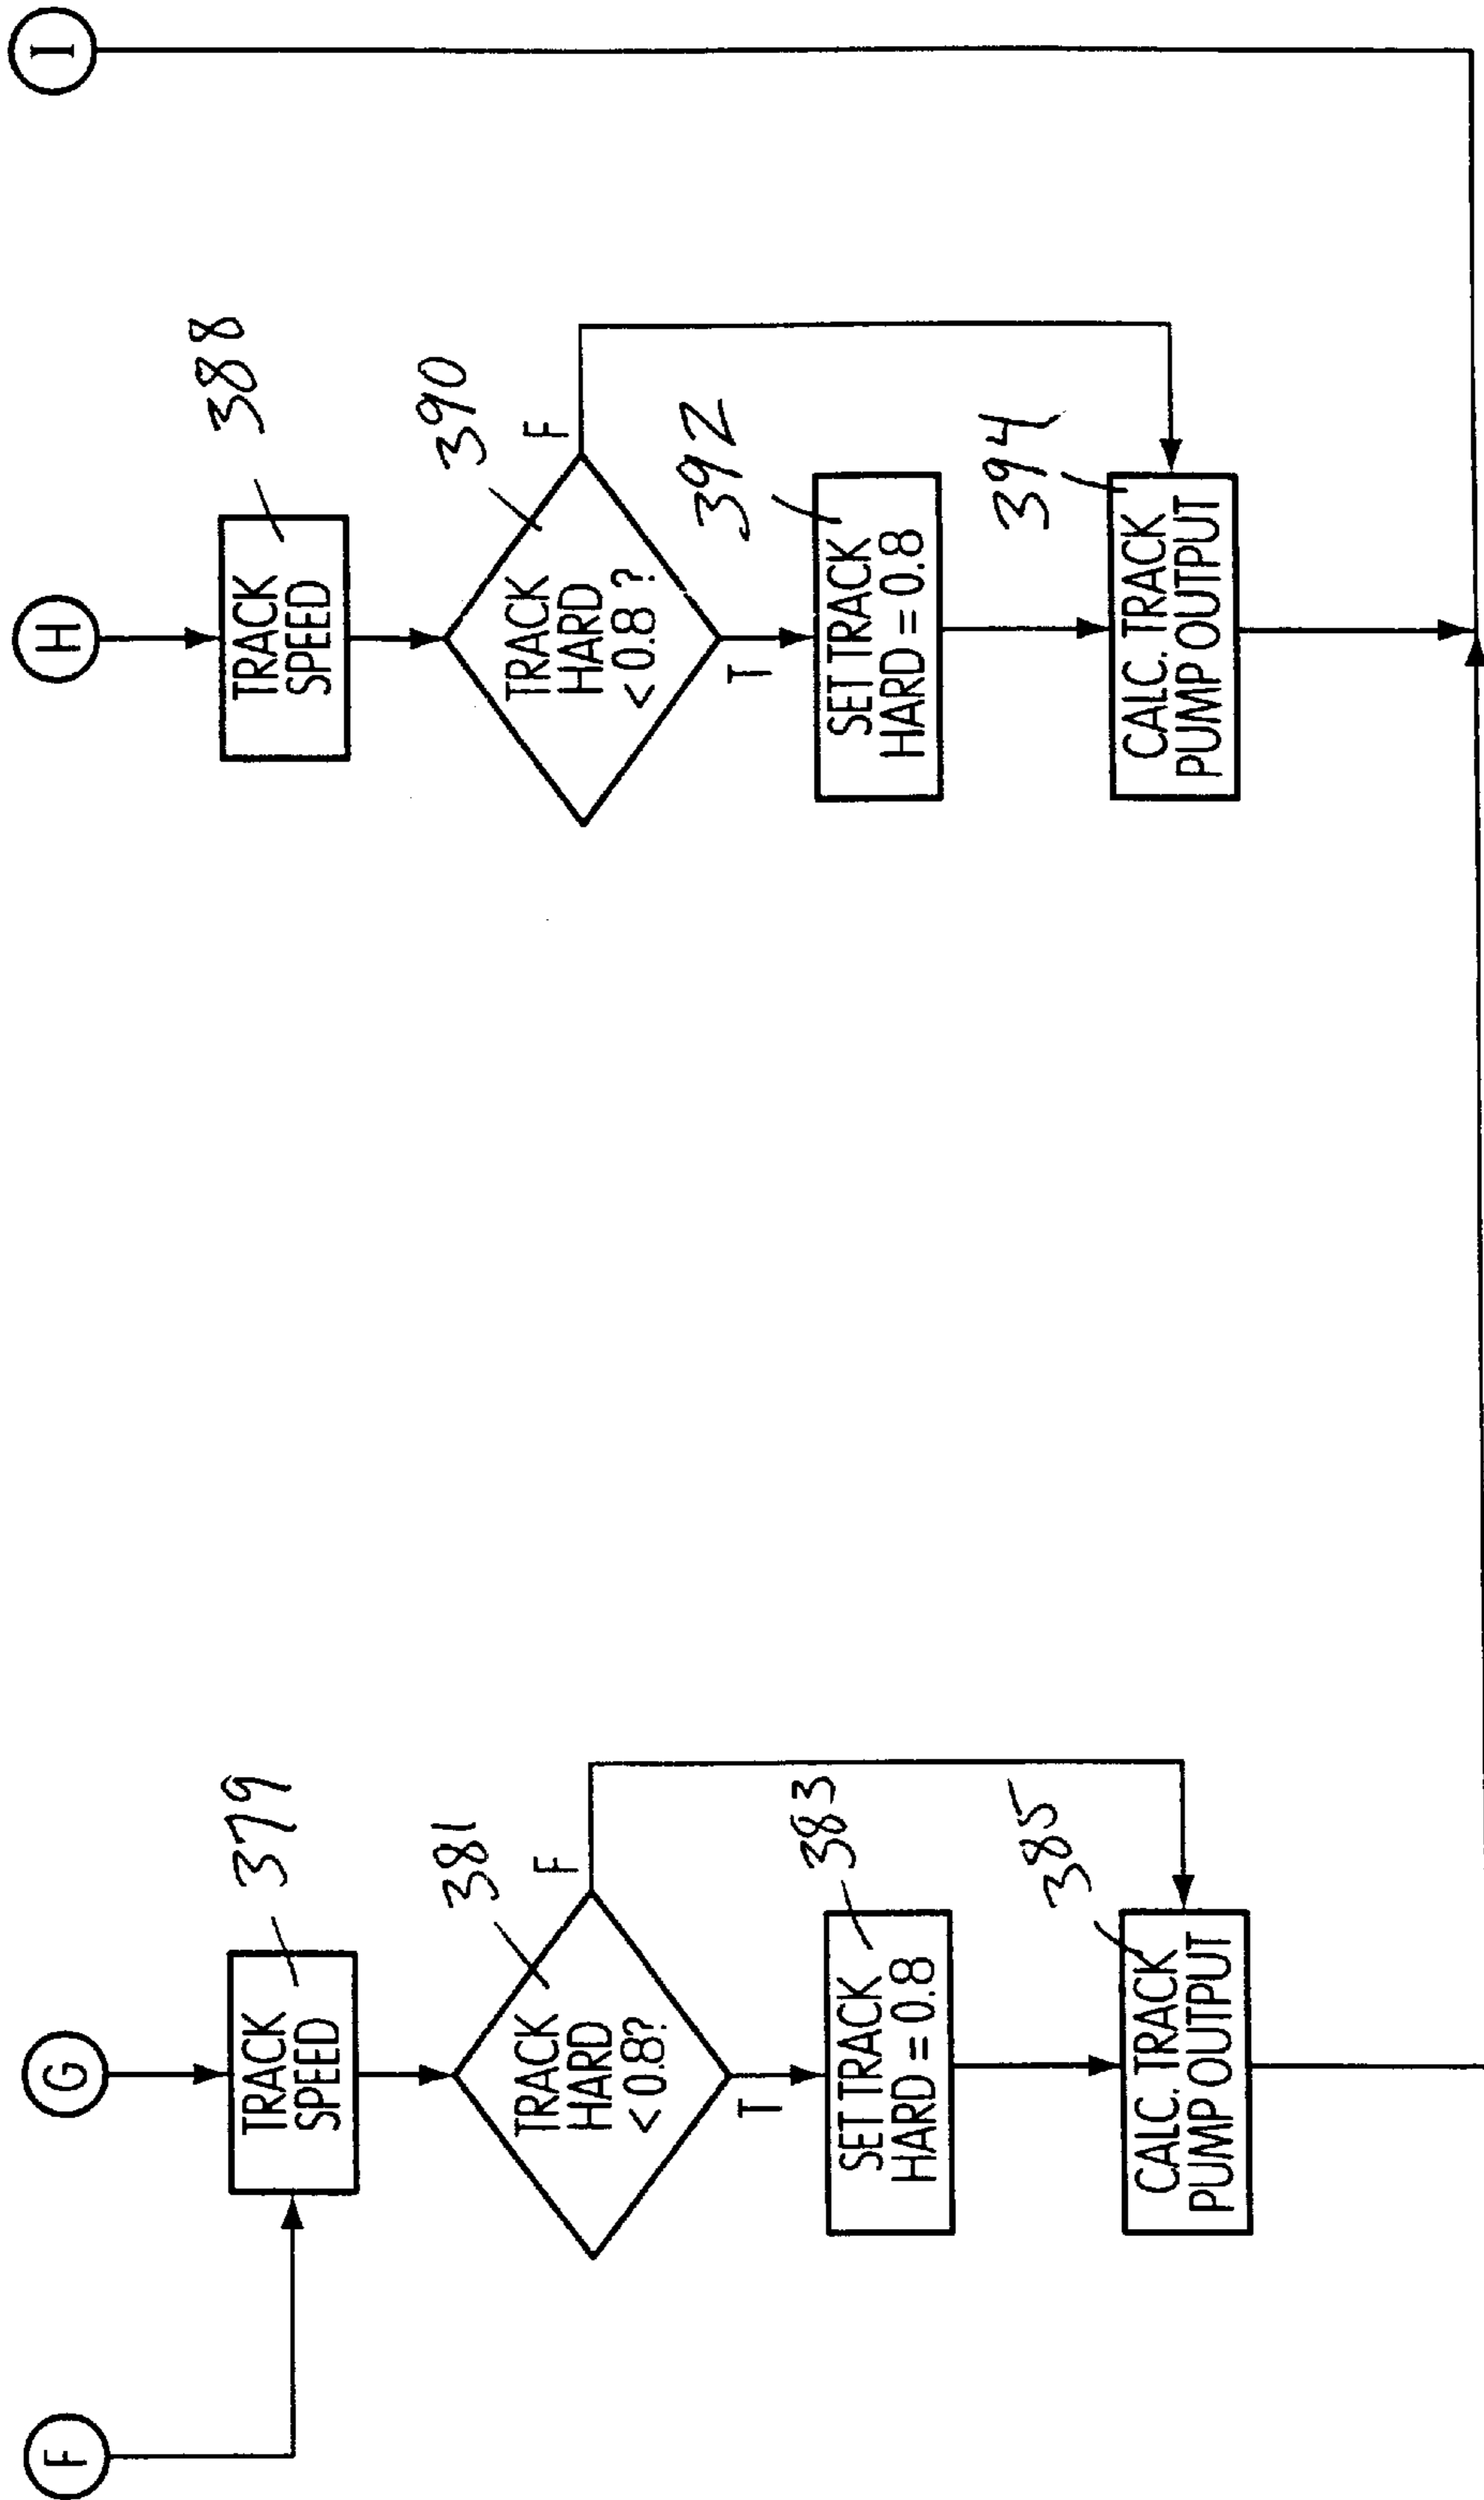 F
G
H
I
TRACK
SPEED
379
TRACK
HARD
<0.8?
381
F
T
SET TRACK
HARD = 0.8
383
CALC. TRACK
PUMP OUTPUT
385
TRACK
SPEED
388
TRACK
HARD
<0.8?
390
F
T
SET TRACK
HARD = 0.8
392
CALC. TRACK
PUMP OUTPUT
394